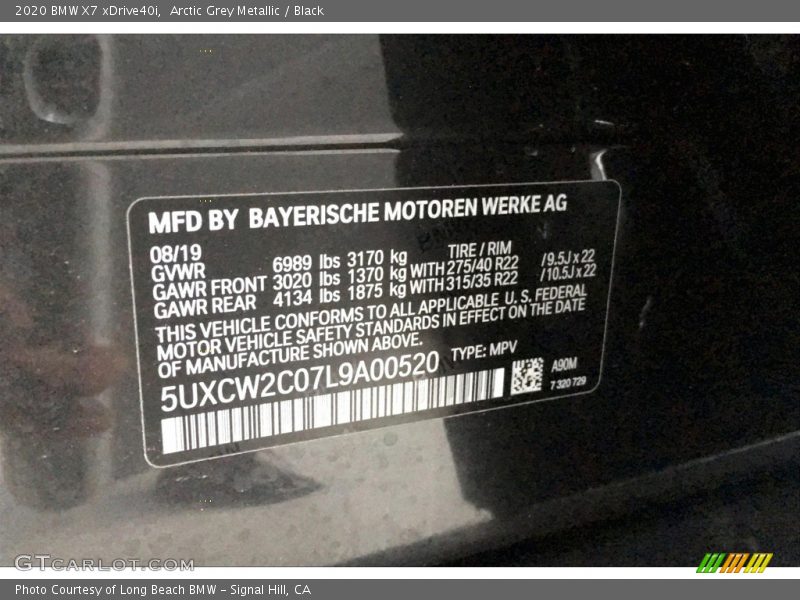 2020 BMW X7 xDrive40i, Arctic Grey Metallic / Black
MFD BY BAYERISCHE MOTOREN WERKE AG
08/19 TIRE / RIM
GVWR 6989 lbs 3170 kg
GAWR FRONT 3020 lbs 1370 kg WITH 275/40 R22 /9.5J x 22
GAWR REAR 4134 lbs 1875 kg WITH 315/35 R22 /10.5J x 22
THIS VEHICLE CONFORMS TO ALL APPLICABLE U. S. FEDERAL
MOTOR VEHICLE SAFETY STANDARDS IN EFFECT ON THE DATE
OF MANUFACTURE SHOWN ABOVE.
5UXCW2C07L9A00520 TYPE: MPV
A90M
7 320 729
GTCARLOT.COM
Photo Courtesy of Long Beach BMW - Signal Hill, CA